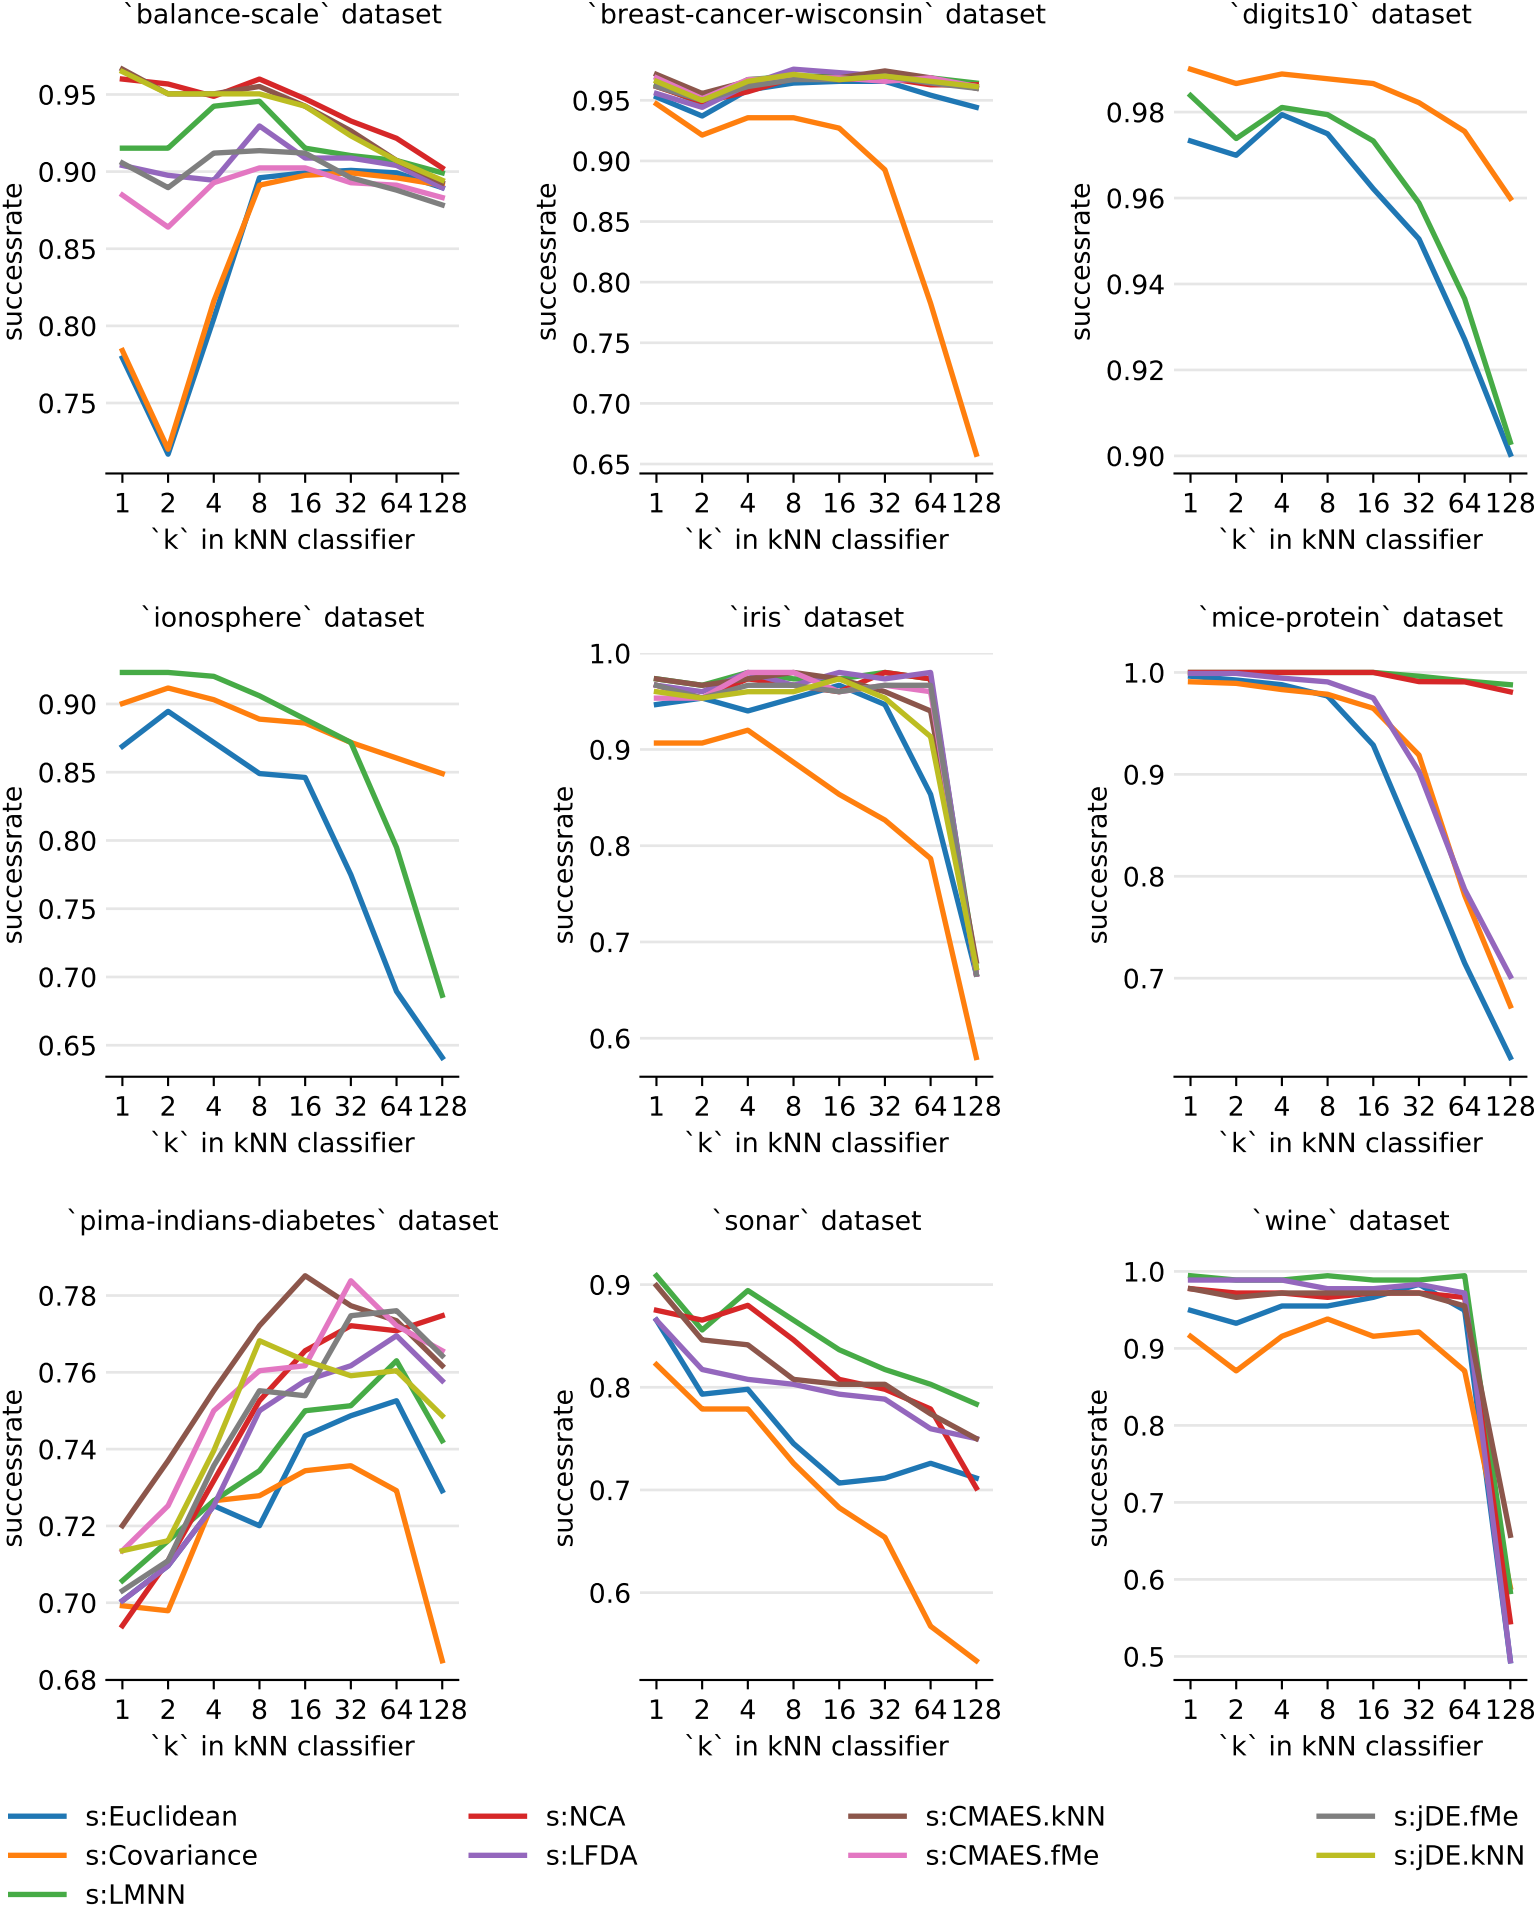 `balance-scale` dataset
successrate
0.95
0.90
0.85
0.80
0.75
1 2 4 8 16 32 64 128
`k` in kNN classifier
`breast-cancer-wisconsin` dataset
successrate
0.95
0.90
0.85
0.80
0.75
0.70
0.65
1 2 4 8 16 32 64 128
`k` in kNN classifier
`digits10` dataset
successrate
0.98
0.96
0.94
0.92
0.90
1 2 4 8 16 32 64 128
`k` in kNN classifier
`ionosphere` dataset
successrate
0.90
0.85
0.80
0.75
0.70
0.65
1 2 4 8 16 32 64 128
`k` in kNN classifier
`iris` dataset
successrate
1.0
0.9
0.8
0.7
0.6
1 2 4 8 16 32 64 128
`k` in kNN classifier
`mice-protein` dataset
successrate
1.0
0.9
0.8
0.7
1 2 4 8 16 32 64 128
`k` in kNN classifier
`pima-indians-diabetes` dataset
successrate
0.78
0.76
0.74
0.72
0.70
0.68
1 2 4 8 16 32 64 128
`k` in kNN classifier
`sonar` dataset
successrate
0.9
0.8
0.7
0.6
1 2 4 8 16 32 64 128
`k` in kNN classifier
`wine` dataset
successrate
1.0
0.9
0.8
0.7
0.6
0.5
1 2 4 8 16 32 64 128
`k` in kNN classifier
s:Euclidean
s:Covariance
s:LMNN
s:NCA
s:LFDA
s:CMAES.kNN
s:CMAES.fMe
s:jDE.fMe
s:jDE.kNN